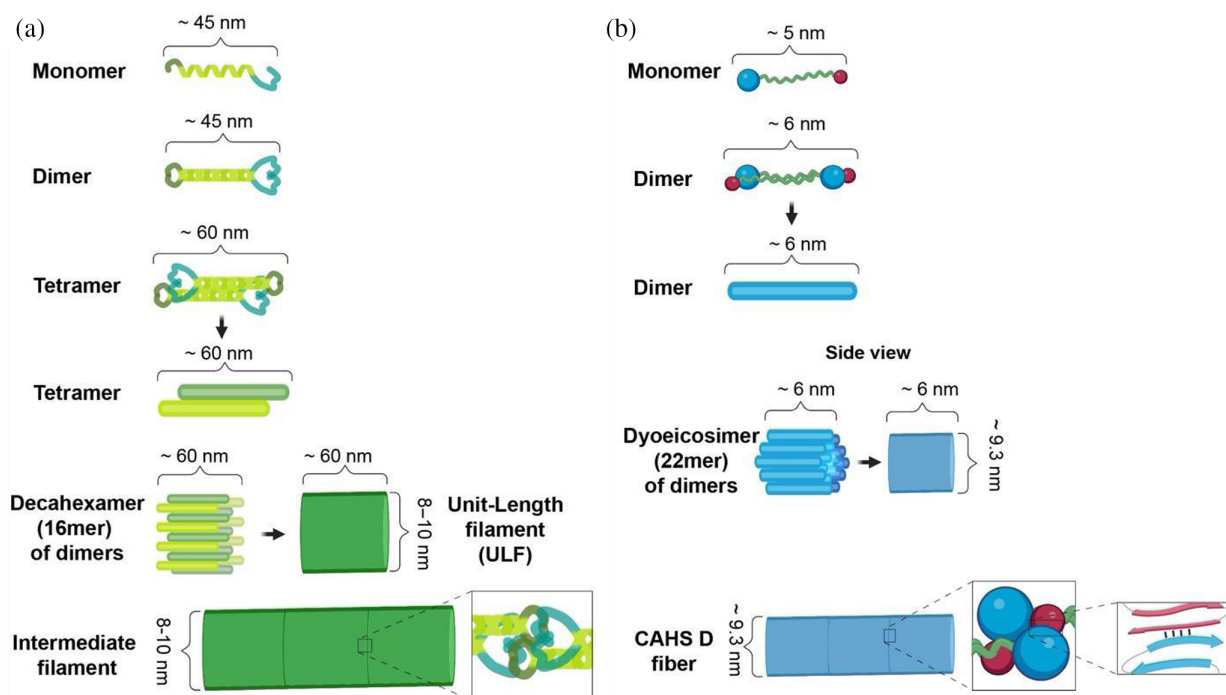 (a)
~ 45 nm
Monomer
~ 45 nm
Dimer
~ 60 nm
Tetramer
~ 60 nm
Tetramer
~ 60 nm
~ 60 nm
Decahexamer
(16mer)
of dimers
8–10 nm
Unit-Length
filament
(ULF)
8-10 nm
Intermediate
filament
(b)
~ 5 nm
Monomer
~ 6 nm
Dimer
~ 6 nm
Dimer
Side view
~ 6 nm
~ 6 nm
Dyoeicosimer
(22mer)
of dimers
~ 9.3 nm
CAHS D
fiber
~ 9.3 nm